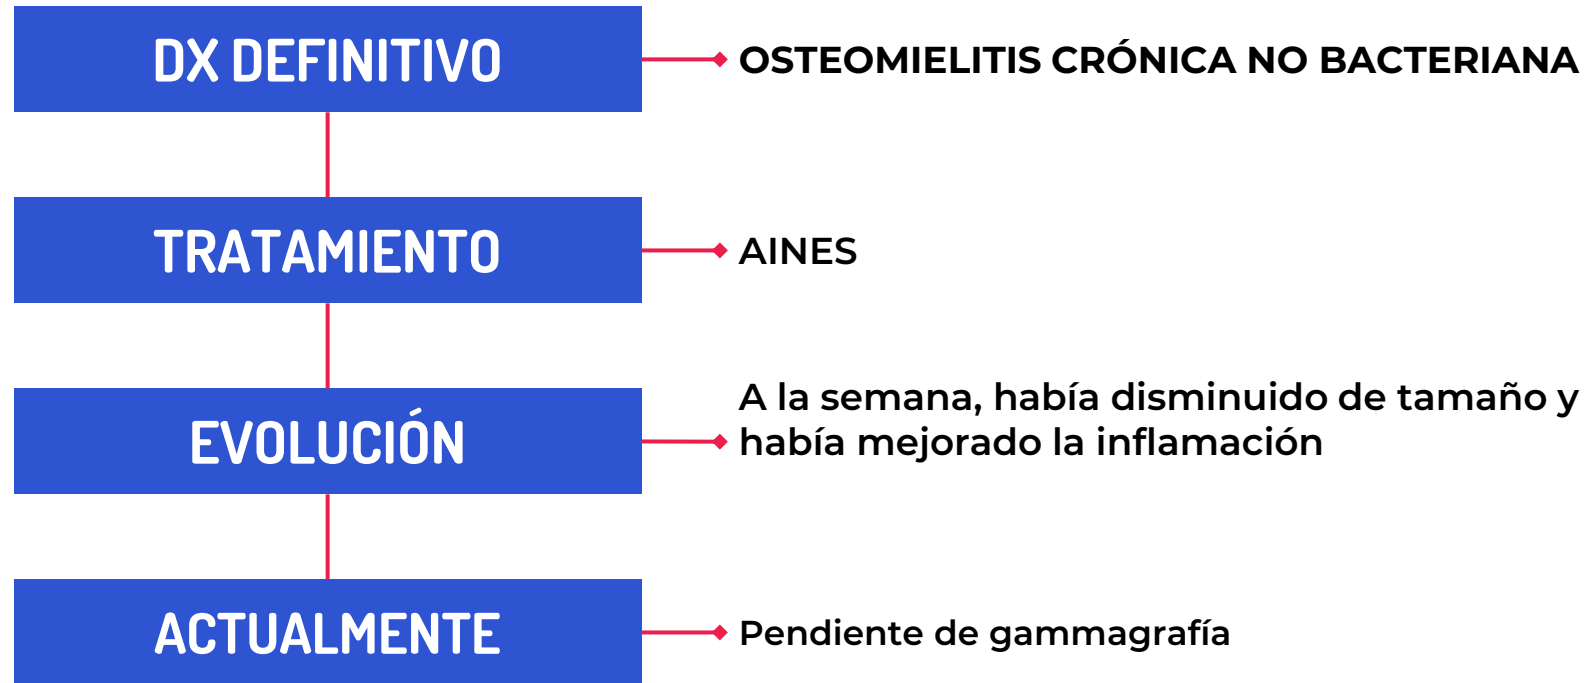 DX DEFINITIVO
OSTEOMIELITIS CRÓNICA NO BACTERIANA
TRATAMIENTO
AINES
EVOLUCIÓN
A la semana, había disminuido de tamaño y
había mejorado la inflamación
ACTUALMENTE
Pendiente de gammagrafía